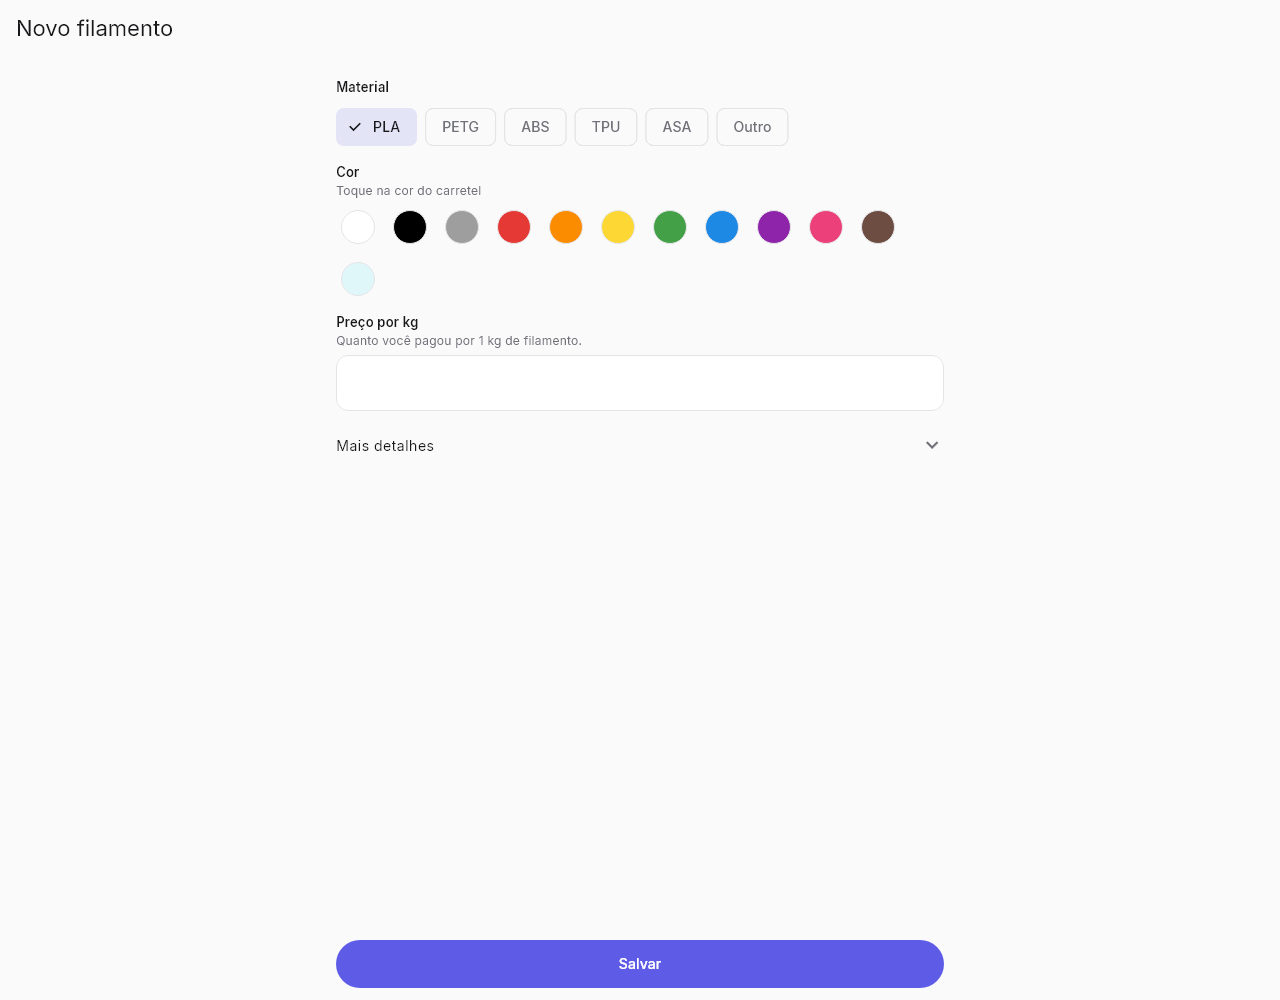 Novo filamento
Material
PLA PETG ABS TPU ASA Outro
Cor
Toque na cor do carretel
Preço por kg
Quanto você pagou por 1 kg de filamento.
Mais detalhes
Salvar